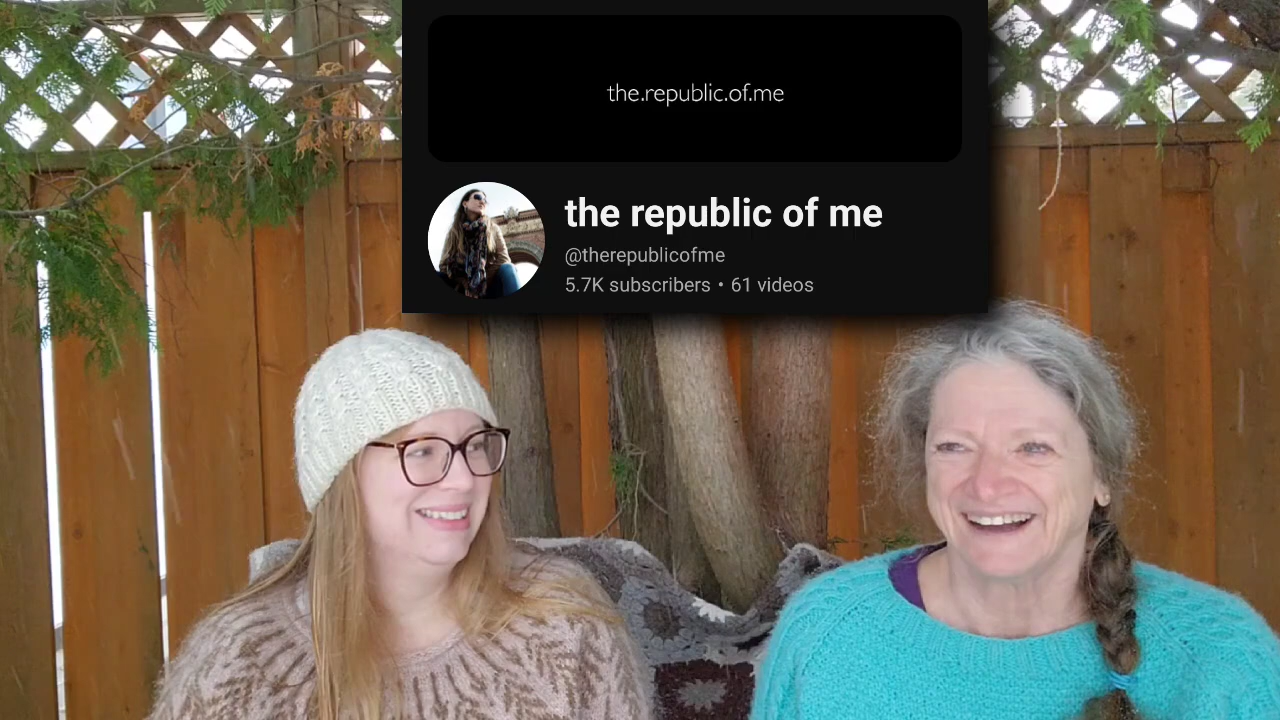 the.republic.of.me
the republic of me
@therepublicofme
5.7K subscribers • 61 videos